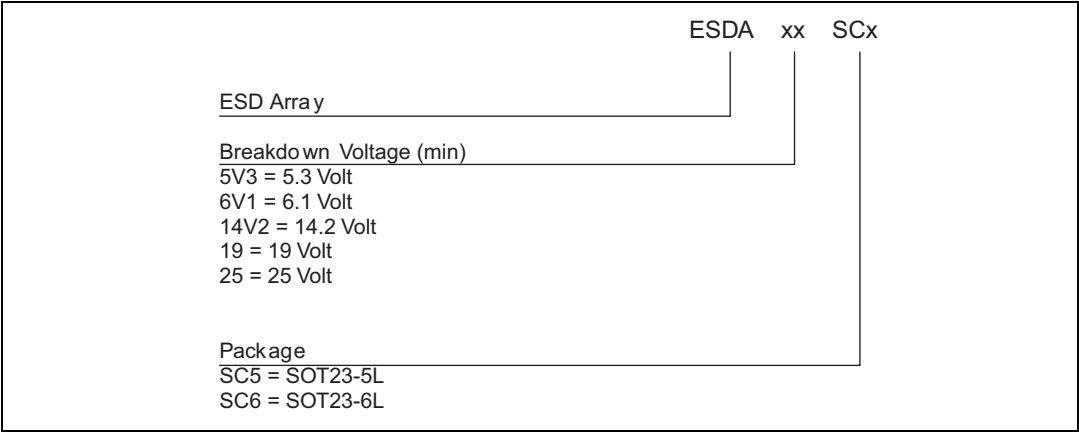 ESDA xx SCx
ESD Array
Breakdown Voltage (min)
5V3 = 5.3 Volt
6V1 = 6.1 Volt
14V2 = 14.2 Volt
19 = 19 Volt
25 = 25 Volt
Package
SC5 = SOT23-5L
SC6 = SOT23-6L